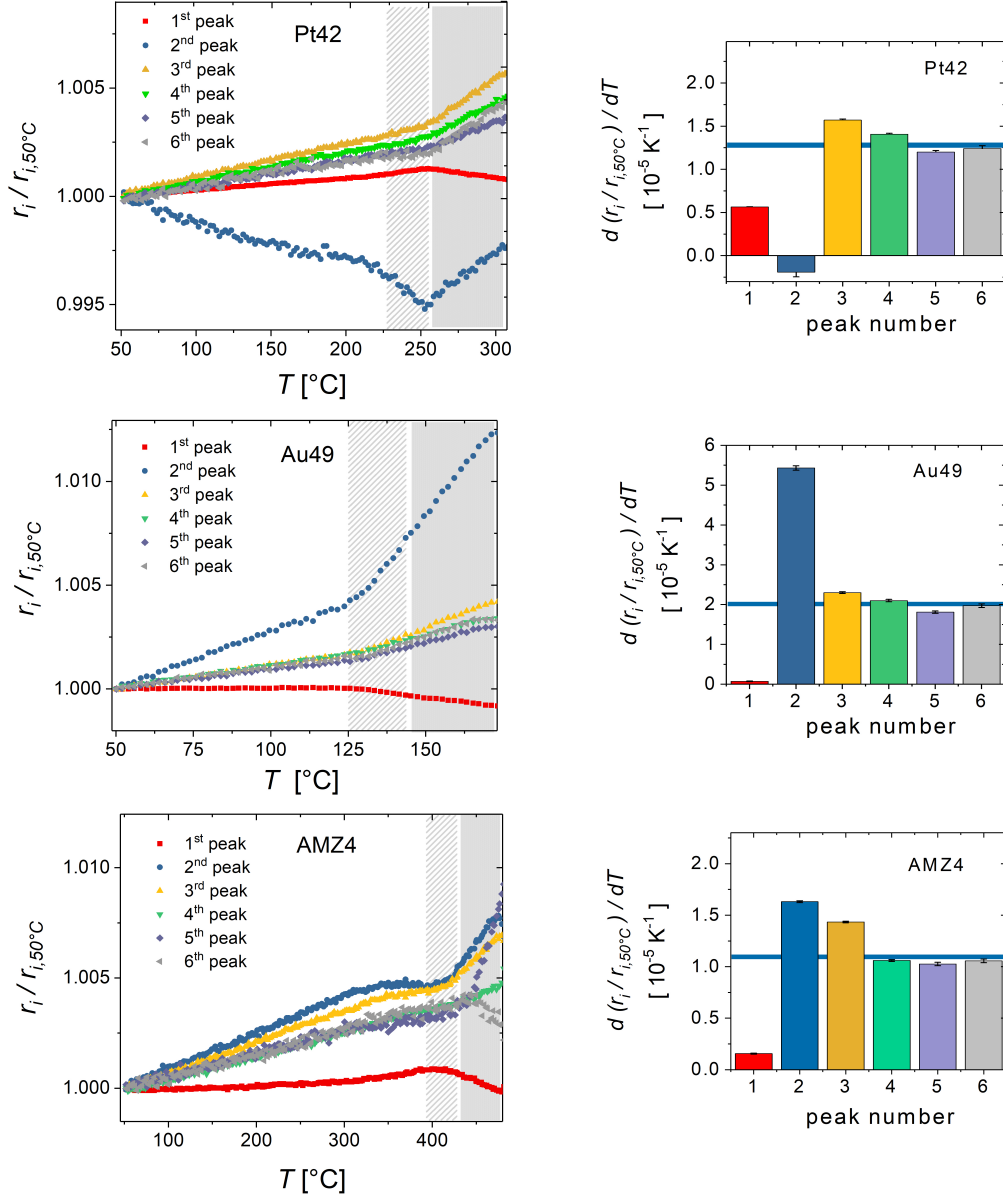 1st peak
2nd peak
3rd peak
4th peak
5th peak
6th peak
Pt42
1.005
1.000
0.995
r_i / r_i,50°C
50 100 150 200 250 300
T [°C]
Pt42
2.0
1.5
1.0
0.5
0.0
d (r_i / r_i,50°C) / dT
[ 10^-5 K^-1 ]
1 2 3 4 5 6
peak number
1st peak
2nd peak
3rd peak
4th peak
5th peak
6th peak
Au49
1.010
1.005
1.000
r_i / r_i,50°C
50 75 100 125 150
T [°C]
Au49
6
5
4
3
2
1
0
d (r_i / r_i,50°C) / dT
[ 10^-5 K^-1 ]
1 2 3 4 5 6
peak number
1st peak
2nd peak
3rd peak
4th peak
5th peak
6th peak
AMZ4
1.010
1.005
1.000
r_i / r_i,50°C
100 200 300 400
T [°C]
AMZ4
2.0
1.5
1.0
0.5
0.0
d (r_i / r_i,50°C) / dT
[ 10^-5 K^-1 ]
1 2 3 4 5 6
peak number